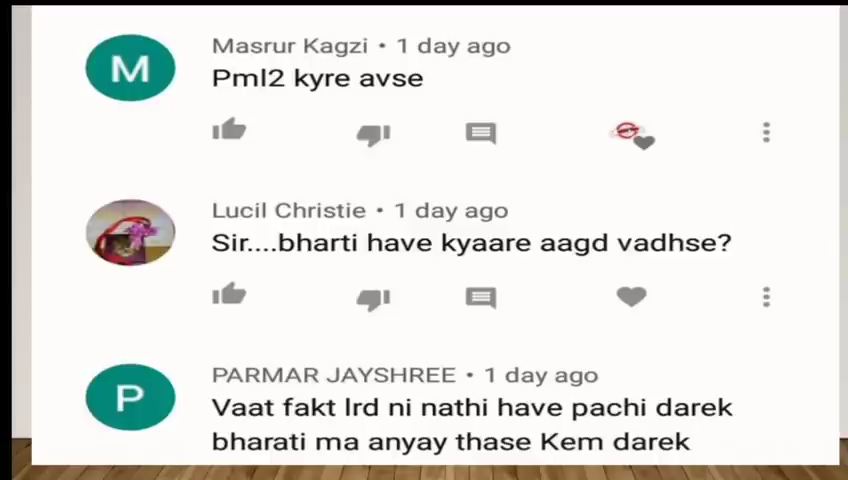 M
Masrur Kagzi • 1 day ago
Pml2 kyre avse
Lucil Christie • 1 day ago
Sir....bharti have kyaare aagd vadhse?
P
PARMAR JAYSHREE • 1 day ago
Vaat fakt lrd ni nathi have pachi darek
bharati ma anyay thase Kem darek